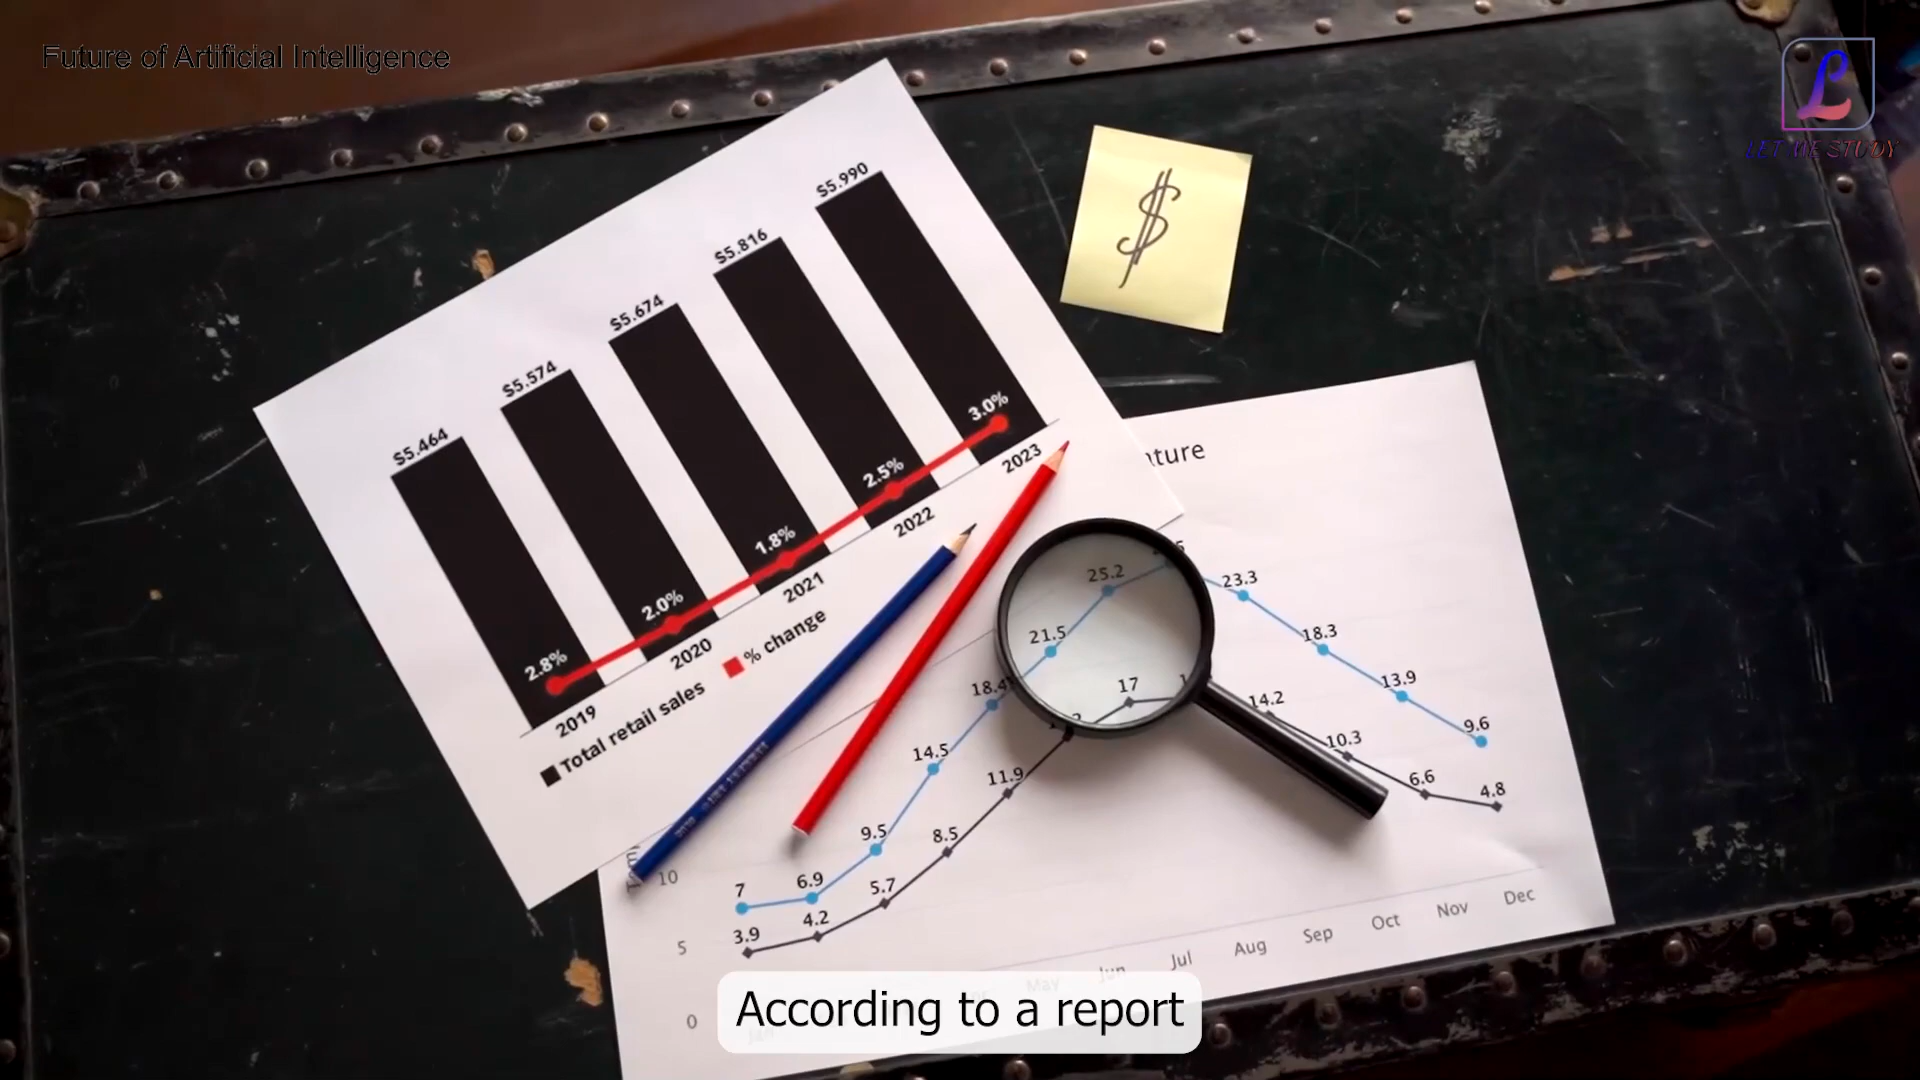 Future of Artificial Intelligence
L
LET ME STUDY
$
$5.464
$5.574
$5.674
$5.816
$5.990
2.8%
2.0%
1.8%
2.5%
3.0%
2019
2020
2021
2022
2023
Total retail sales
% change
ature
10
5
0
7
6.9
9.5
14.5
18.4
21.5
25.2
23.3
18.3
13.9
9.6
3.9
4.2
5.7
8.5
11.9
17
14.2
10.3
6.6
4.8
May
Jun
Jul
Aug
Sep
Oct
Nov
Dec
According to a report